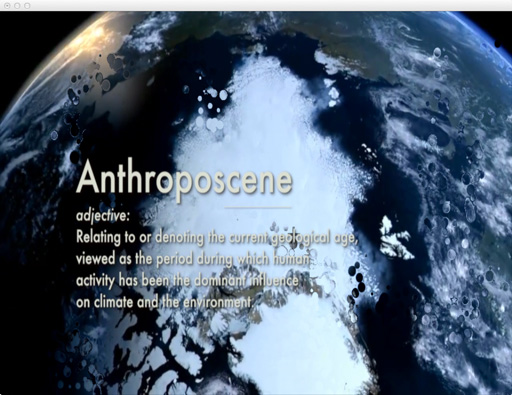 Anthroposcene
adjective:
Relating to or denoting the current geological age,
viewed as the period during which human
activity has been the dominant influence
on climate and the environment.